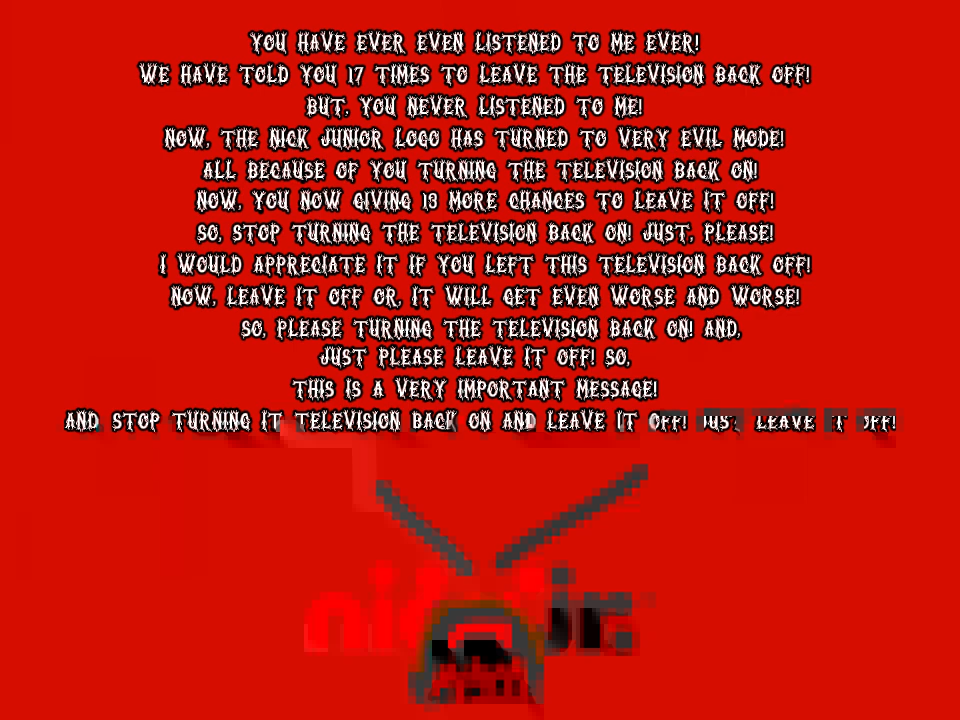 YOU HAVE EVER EVEN LISTENED TO ME EVER!
WE HAVE TOLD YOU 17 TIMES TO LEAVE THE TELEVISION BACK OFF!
BUT, YOU NEVER LISTENED TO ME!
NOW, THE NICK JUNIOR LOGO HAS TURNED TO VERY EVIL MODE!
ALL BECAUSE OF YOU TURNING THE TELEVISION BACK ON!
NOW, YOU NOW GIVING 13 MORE CHANCES TO LEAVE IT OFF!
SO, STOP TURNING THE TELEVISION BACK ON! JUST, PLEASE!
I WOULD APPRECIATE IT IF YOU LEFT THIS TELEVISION BACK OFF!
NOW, LEAVE IT OFF OR, IT WILL GET EVEN WORSE AND WORSE!
SO, PLEASE TURNING THE TELEVISION BACK ON! AND,
JUST PLEASE LEAVE IT OFF! SO,
THIS IS A VERY IMPORTANT MESSAGE!
AND STOP TURNING IT TELEVISION BACK ON AND LEAVE IT OFF! JUST LEAVE IT OFF!
jr